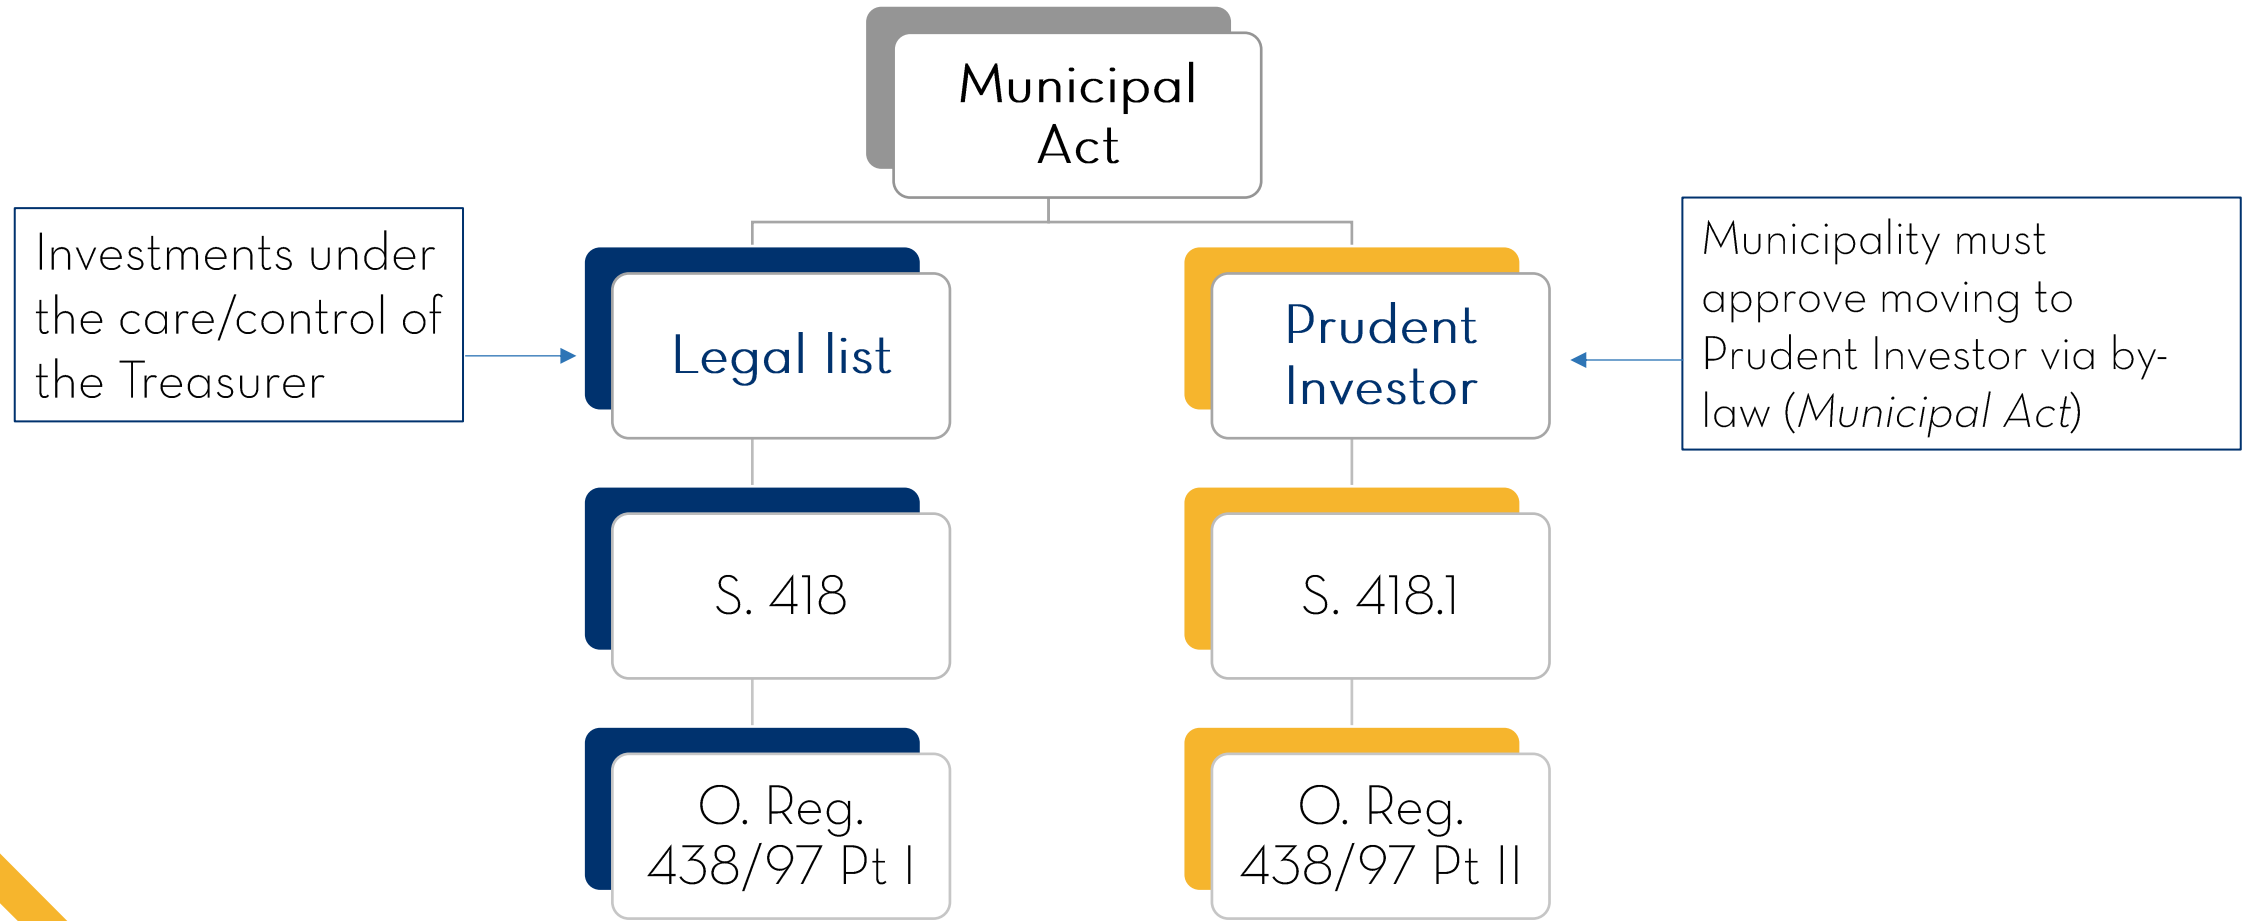 Municipal
Act
Investments under
the care/control of
the Treasurer
Legal list
Prudent
Investor
Municipality must
approve moving to
Prudent Investor via by-
law (Municipal Act)
S. 418
S. 418.1
O. Reg.
438/97 Pt I
O. Reg.
438/97 Pt II